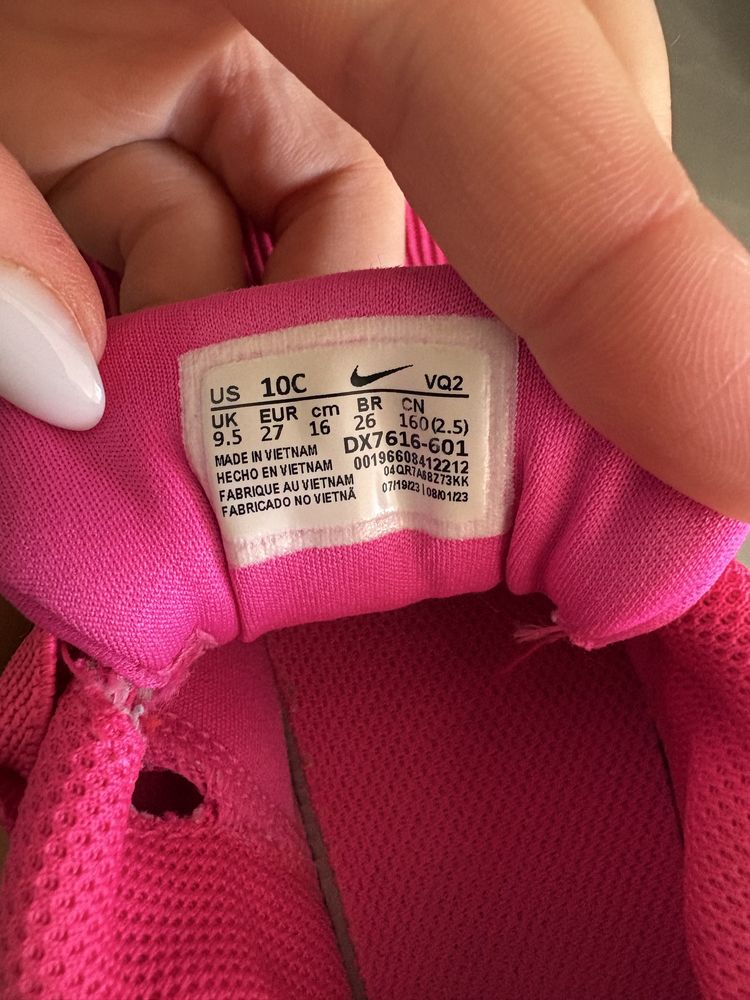 US 10C VQ2
UK EUR cm BR CN
9.5 27 16 26 160(2.5)
MADE IN VIETNAM DX7616-601
HECHO EN VIETNAM 00196608412212
FABRIQUE AU VIETNAM 04QR7A6BZ73KK
FABRICADO NO VIETNÃ 07/19/23 | 08/01/23